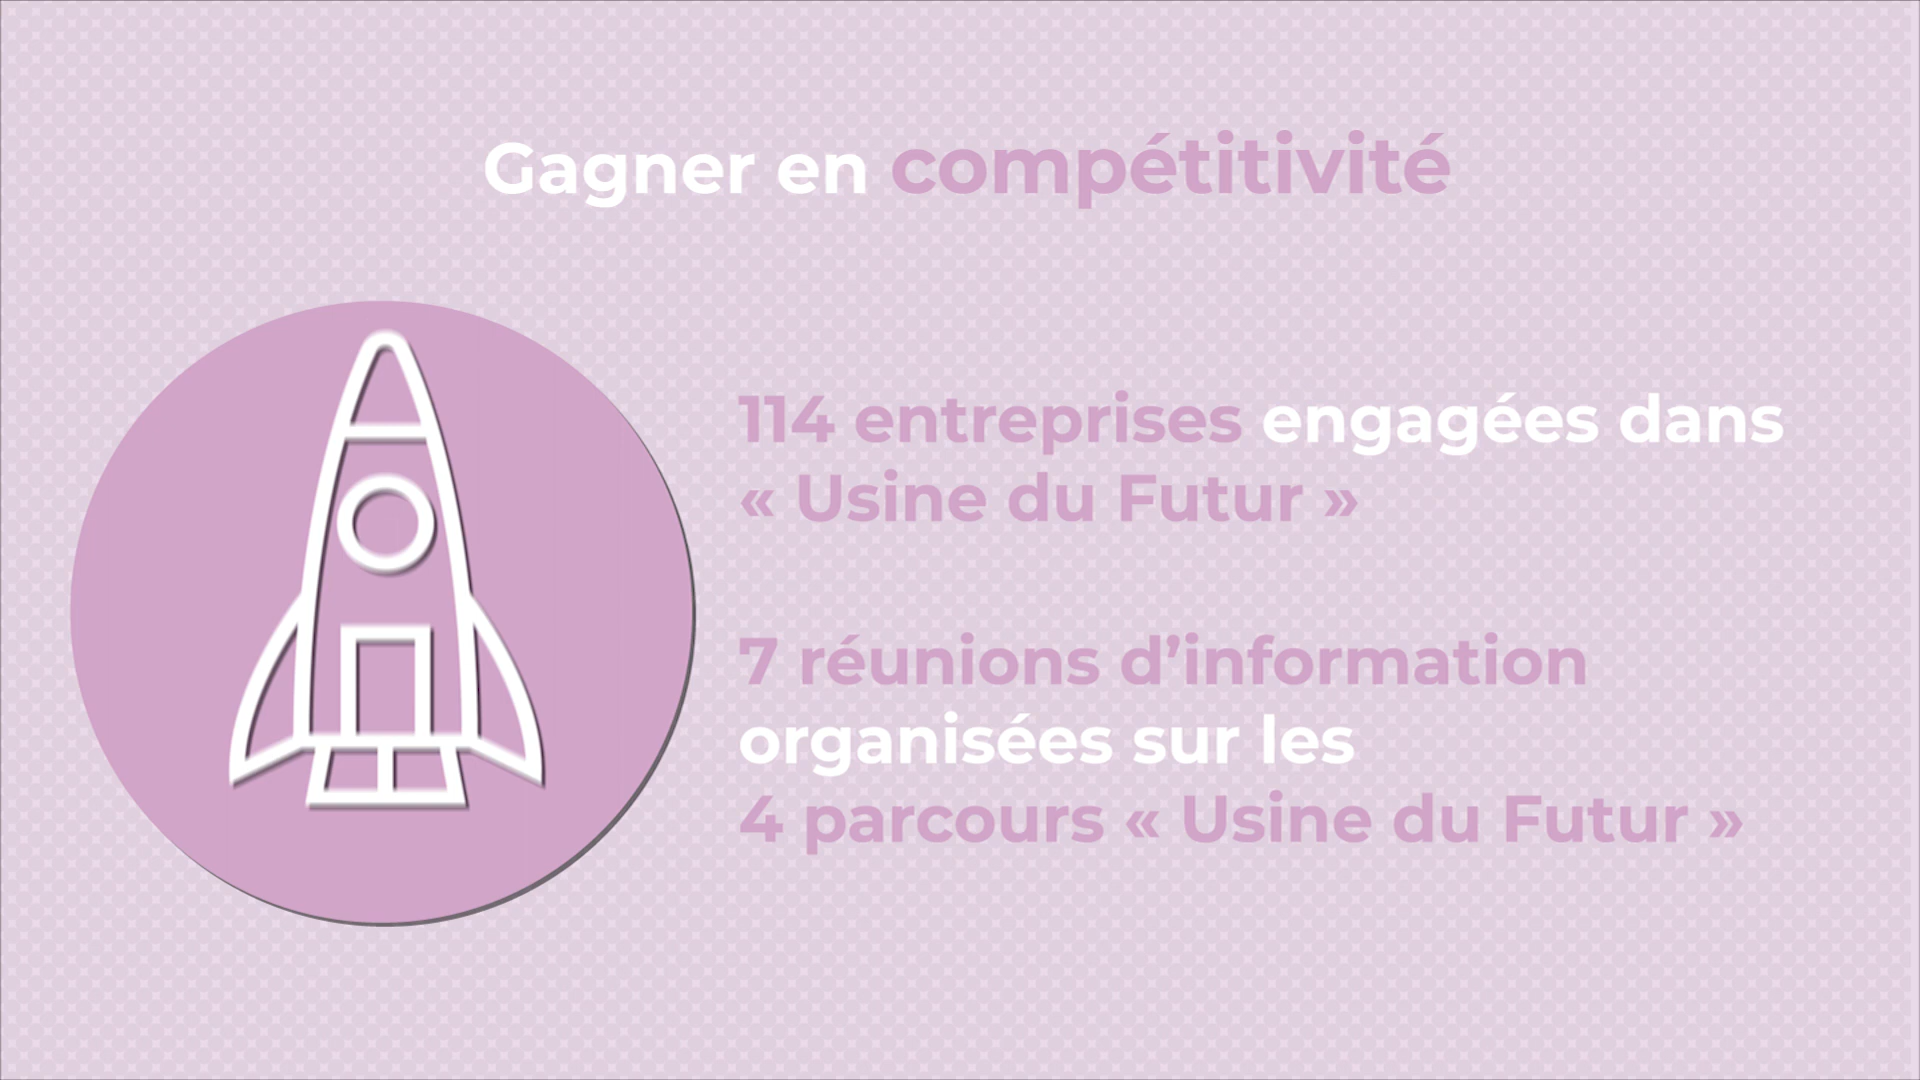 Gagner en compétitivité
114 entreprises engagées dans
« Usine du Futur »
7 réunions d’information
organisées sur les
4 parcours « Usine du Futur »